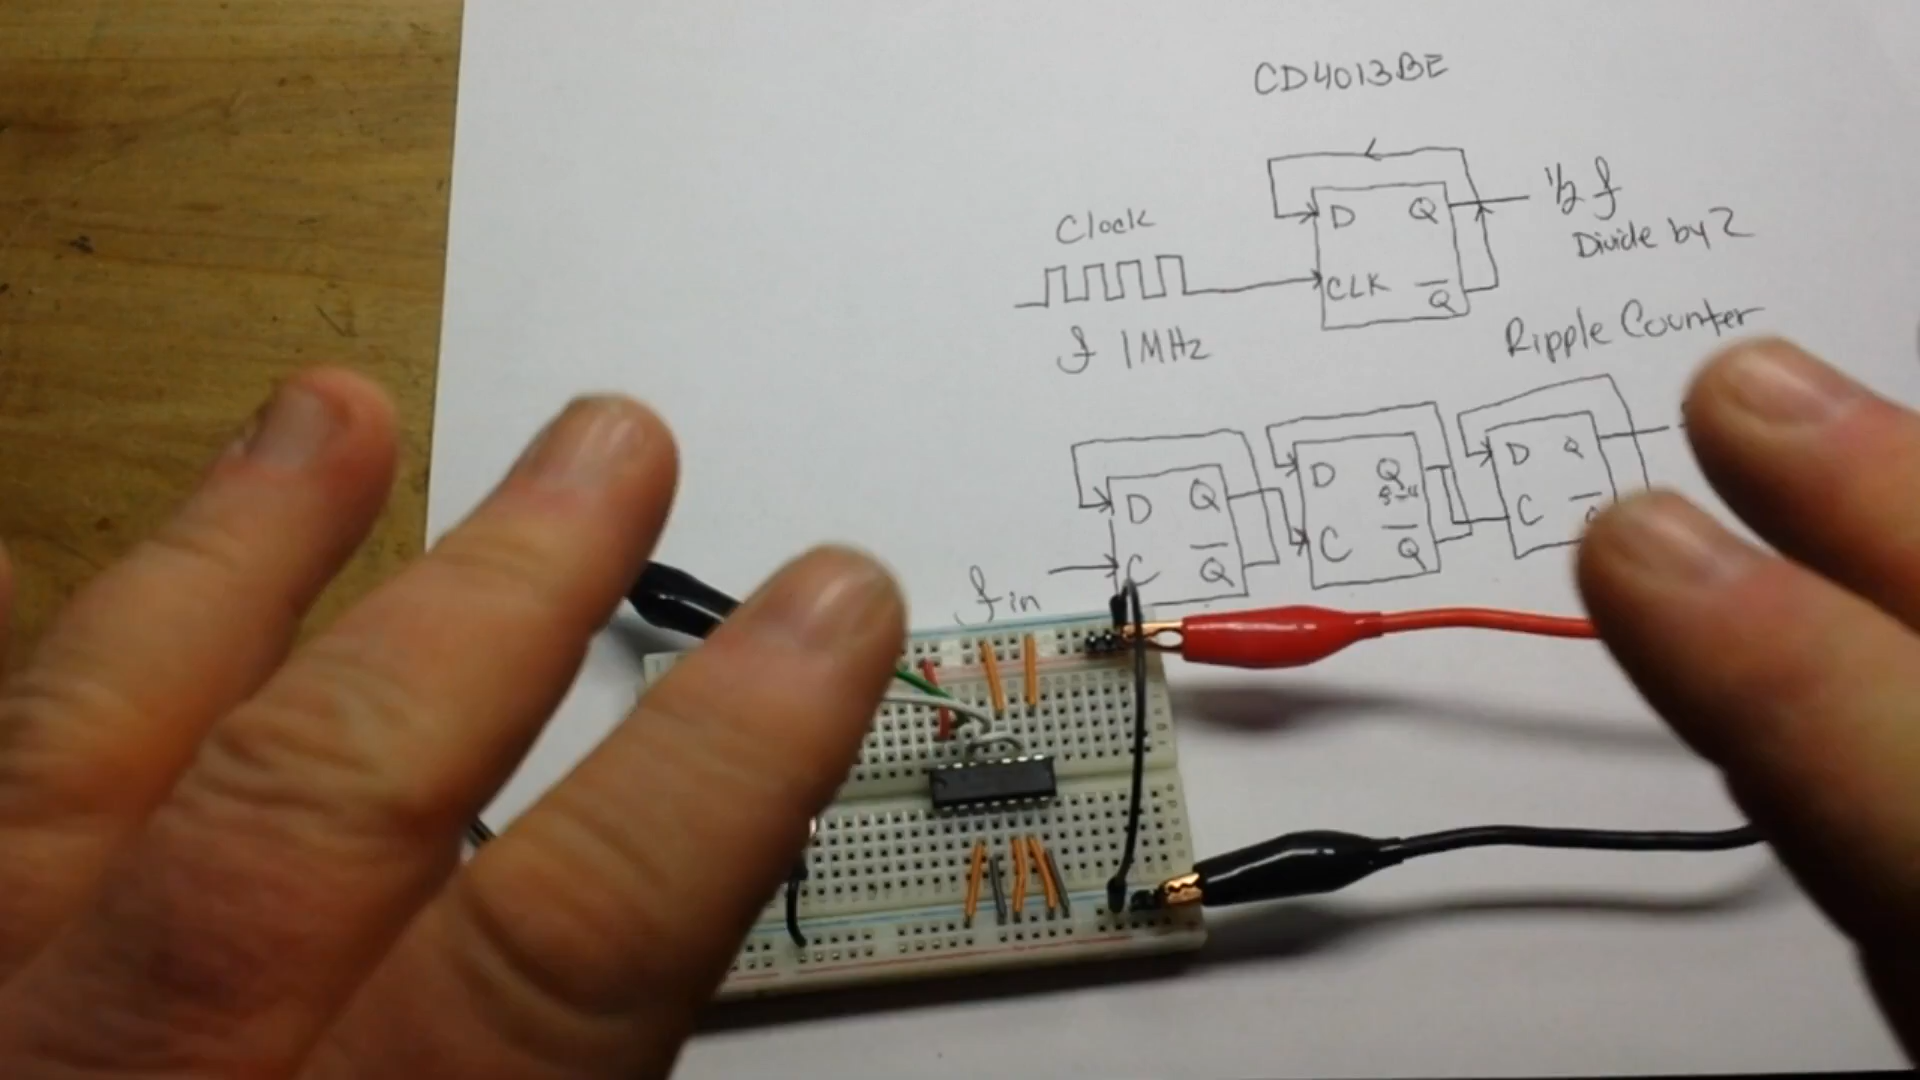 CD4013BE
Clock
D Q
½ f
Divide by 2
CLK Q̅
f 1MHz
Ripple Counter
D Q
D Q
D Q
C Q̅
C Q̅
C
f in